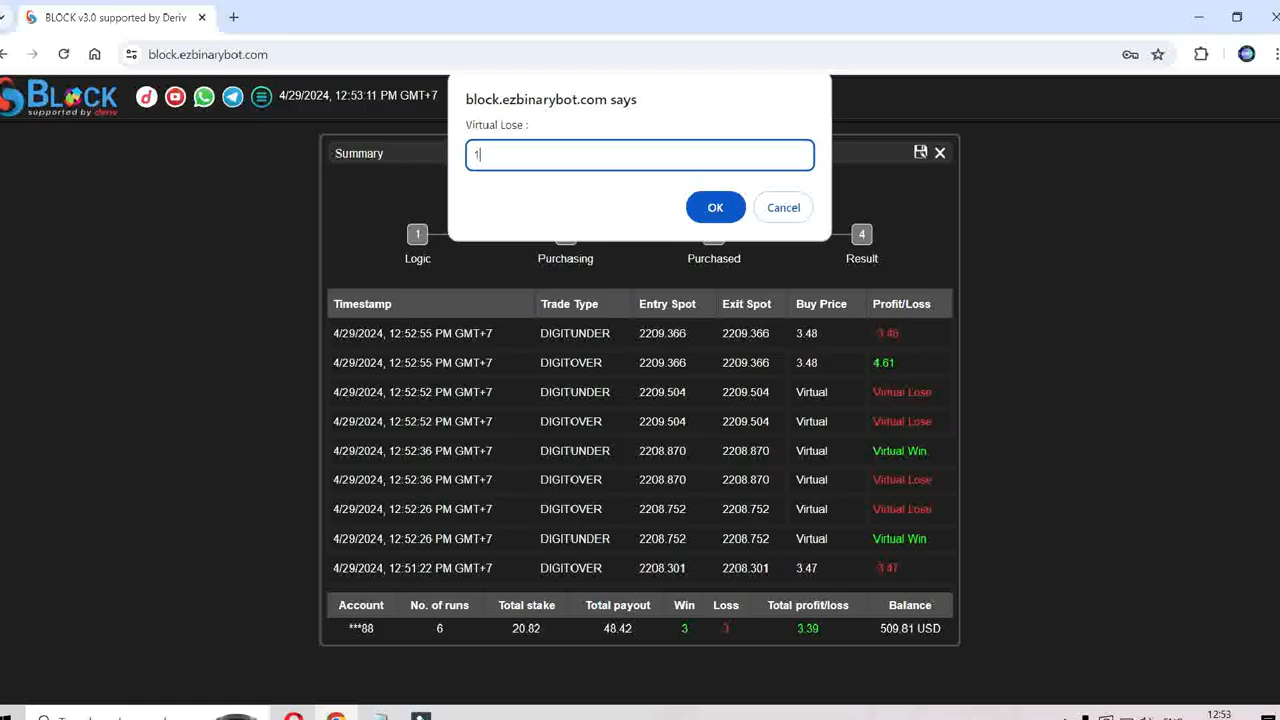 BLOCK v3.0 supported by Deriv
block.ezbinarybot.com
BLOCK
supported by deriv
4/29/2024, 12:53:11 PM GMT+7
block.ezbinarybot.com says
Virtual Lose :
1
OK Cancel
Summary
1 4
Logic Purchasing Purchased Result
Timestamp Trade Type Entry Spot Exit Spot Buy Price Profit/Loss
4/29/2024, 12:52:55 PM GMT+7 DIGITUNDER 2209.366 2209.366 3.48
4/29/2024, 12:52:55 PM GMT+7 DIGITOVER 2209.366 2209.366 3.48 4.61
4/29/2024, 12:52:52 PM GMT+7 DIGITUNDER 2209.504 2209.504 Virtual Virtual Lose
4/29/2024, 12:52:52 PM GMT+7 DIGITOVER 2209.504 2209.504 Virtual Virtual Lose
4/29/2024, 12:52:36 PM GMT+7 DIGITUNDER 2208.870 2208.870 Virtual Virtual Win
4/29/2024, 12:52:36 PM GMT+7 DIGITOVER 2208.870 2208.870 Virtual Virtual Lose
4/29/2024, 12:52:26 PM GMT+7 DIGITOVER 2208.752 2208.752 Virtual Virtual Lose
4/29/2024, 12:52:26 PM GMT+7 DIGITUNDER 2208.752 2208.752 Virtual Virtual Win
4/29/2024, 12:51:22 PM GMT+7 DIGITOVER 2208.301 2208.301 3.47 -3.47
Account No. of runs Total stake Total payout Win Loss Total profit/loss Balance
***88 6 20.82 48.42 3 3.39 509.81 USD
12:53